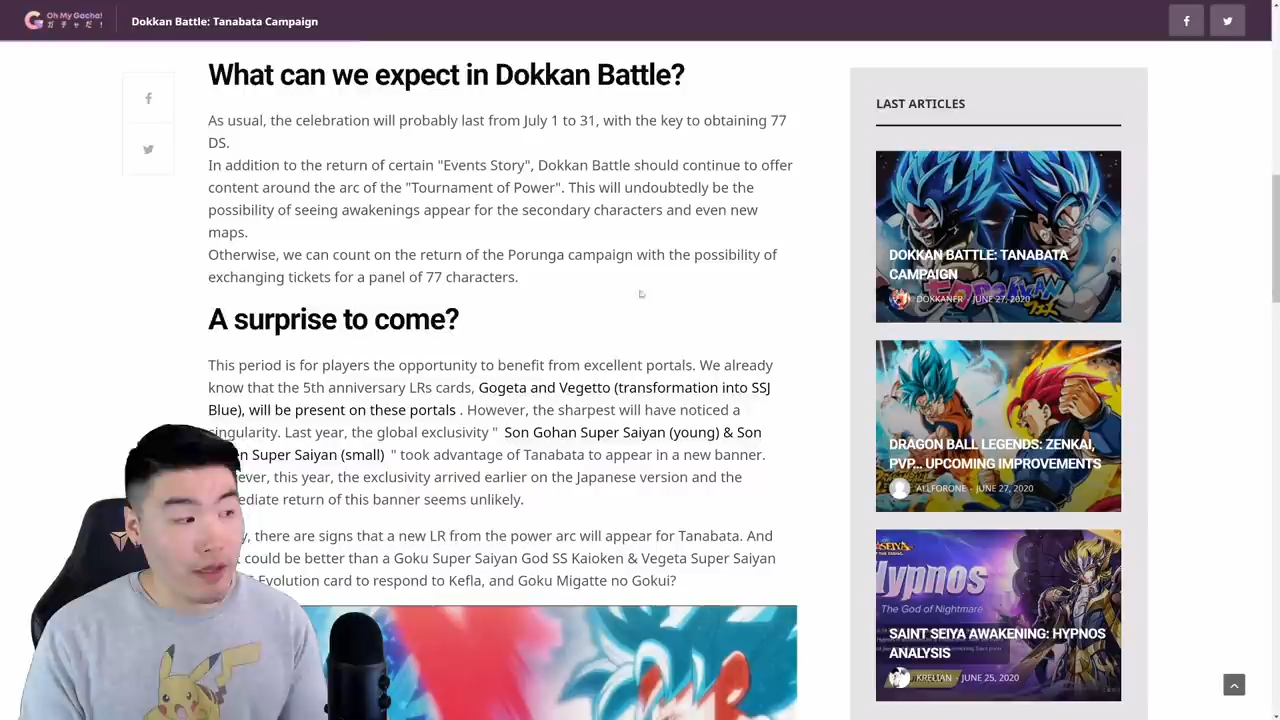 Oh My Gacha!
ガチャだ!
Dokkan Battle: Tanabata Campaign
What can we expect in Dokkan Battle?
As usual, the celebration will probably last from July 1 to 31, with the key to obtaining 77
DS.
In addition to the return of certain "Events Story", Dokkan Battle should continue to offer
content around the arc of the "Tournament of Power". This will undoubtedly be the
possibility of seeing awakenings appear for the secondary characters and even new
maps.
Otherwise, we can count on the return of the Porunga campaign with the possibility of
exchanging tickets for a panel of 77 characters.
A surprise to come?
This period is for players the opportunity to benefit from excellent portals. We already
know that the 5th anniversary LRs cards, Gogeta and Vegetto (transformation into SSJ
Blue), will be present on these portals . However, the sharpest will have noticed a
singularity. Last year, the global exclusivity " Son Gohan Super Saiyan (young) & Son
Super Saiyan (small) " took advantage of Tanabata to appear in a new banner.
this year, the exclusivity arrived earlier on the Japanese version and the
return of this banner seems unlikely.
there are signs that a new LR from the power arc will appear for Tanabata. And
could be better than a Goku Super Saiyan God SS Kaioken & Vegeta Super Saiyan
Evolution card to respond to Kefla, and Goku Migatte no Gokui?
LAST ARTICLES
DOKKAN BATTLE: TANABATA
CAMPAIGN
DOKKANER - JUNE 27, 2020
DRAGON BALL LEGENDS: ZENKAI,
PVP... UPCOMING IMPROVEMENTS
ALLFORONE - JUNE 27, 2020
Hypnos
The God of Nightmare
SAINT SEIYA AWAKENING: HYPNOS
ANALYSIS
KRELIAN - JUNE 25, 2020